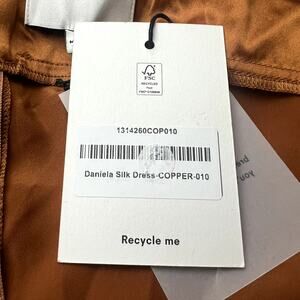 FSC
RECYCLED
1314260COP010
Daniela Silk Dress-COPPER-010
Recycle me